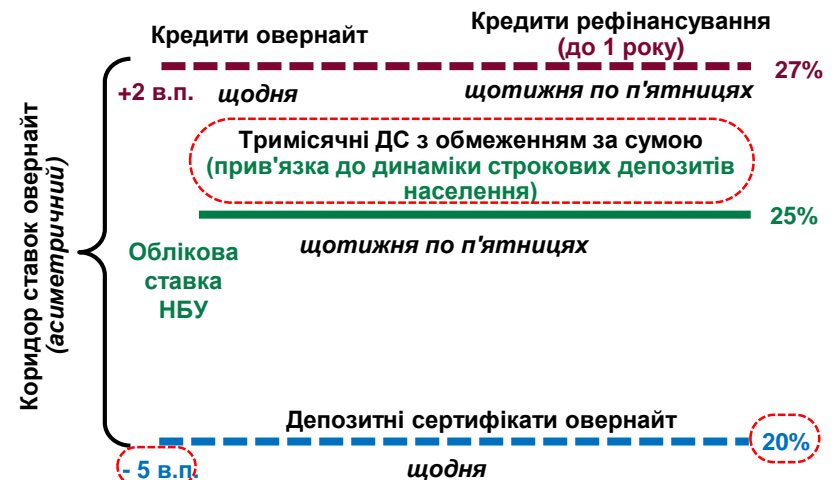 Кредити овернайт
Кредити рефінансування
(до 1 року)
27%
+2 в.п.
щодня
щотижня по п'ятницях
Тримісячні ДС з обмеженням за сумою
(прив'язка до динаміки строкових депозитів
населення)
25%
щотижня по п'ятницях
Облікова
ставка
НБУ
Коридор ставок овернайт
(асиметричний)
Депозитні сертифікати овернайт
20%
- 5 в.п.
щодня